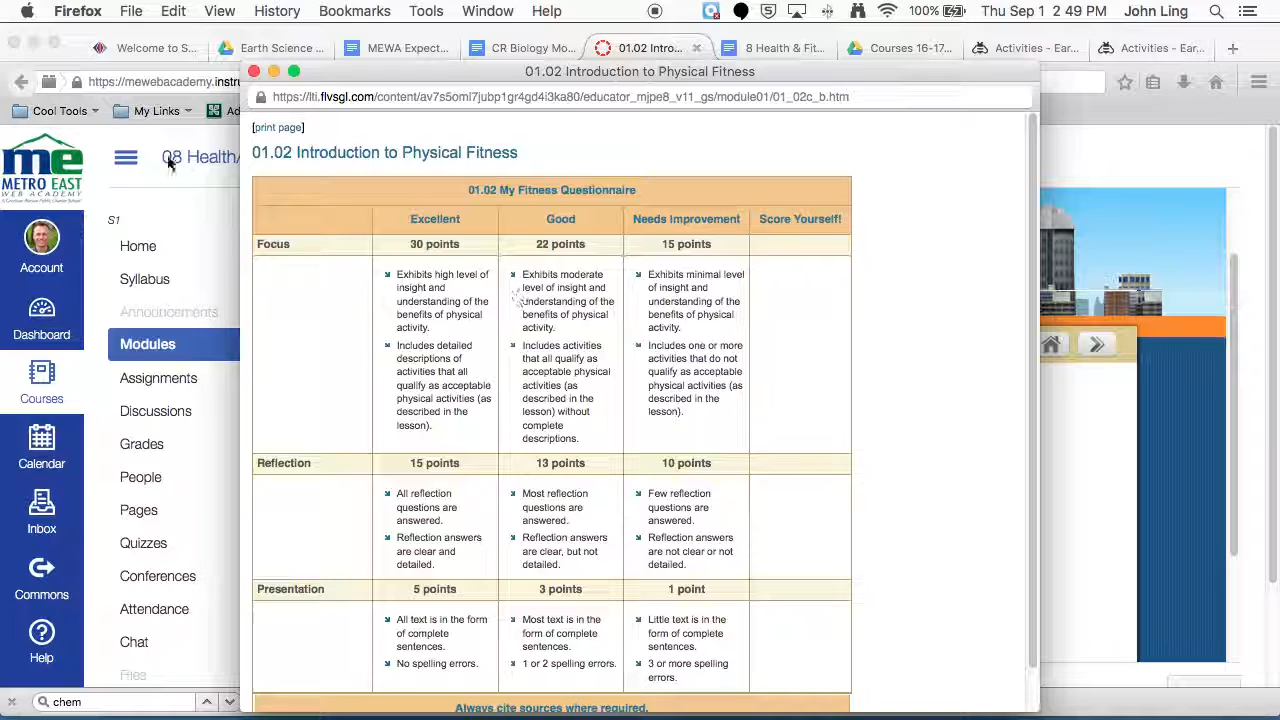 Firefox File Edit View History Bookmarks Tools Window Help 100% Thu Sep 1 2:49 PM John Ling
Welcome to S... Earth Science ... MEWA Expect... CR Biology Mo... 01.02 Intro... 8 Health & Fit... Courses 16-17... Activities - Ear... Activities - Ear...
https://mewebacademy.instru
01.02 Introduction to Physical Fitness
https://lti.flvsgl.com/content/av7s5oml7jubp1gr4gd4i3ka80/educator_mjpe8_v11_gs/module01/01_02c_b.htm
Cool Tools My Links Ad
me
METRO EAST
WEB ACADEMY
08 Health/
S1
Account
Dashboard
Courses
Calendar
Inbox
Commons
Help
Home
Syllabus
Announcements
Modules
Assignments
Discussions
Grades
People
Pages
Quizzes
Conferences
Attendance
Chat
Files
chem
[print page]
01.02 Introduction to Physical Fitness
01.02 My Fitness Questionnaire
Excellent Good Needs Improvement Score Yourself!
Focus 30 points 22 points 15 points
Exhibits high level of
insight and
understanding of the
benefits of physical
activity.
Includes detailed
descriptions of
activities that all
qualify as acceptable
physical activities (as
described in the
lesson).
Exhibits moderate
level of insight and
understanding of the
benefits of physical
activity.
Includes activities
that all qualify as
acceptable physical
activities (as
described in the
lesson) without
complete
descriptions.
Exhibits minimal level
of insight and
understanding of the
benefits of physical
activity.
Includes one or more
activities that do not
qualify as acceptable
physical activities (as
described in the
lesson).
Reflection 15 points 13 points 10 points
All reflection
questions are
answered.
Reflection answers
are clear and
detailed.
Most reflection
questions are
answered.
Reflection answers
are clear, but not
detailed.
Few reflection
questions are
answered.
Reflection answers
are not clear or not
detailed.
Presentation 5 points 3 points 1 point
All text is in the form
of complete
sentences.
No spelling errors.
Most text is in the
form of complete
sentences.
1 or 2 spelling errors.
Little text is in the
form of complete
sentences.
3 or more spelling
errors.
Always cite sources where required.